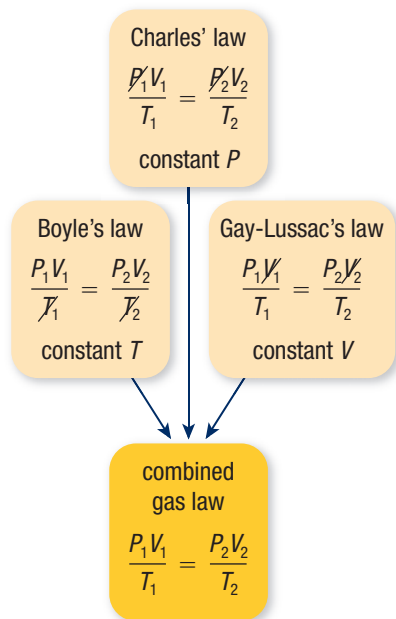 Charles' law
P₁V₁/T₁ = P₂V₂/T₂
constant P
Boyle's law
P₁V₁/T₁ = P₂V₂/T₂
constant T
Gay-Lussac's law
P₁V₁/T₁ = P₂V₂/T₂
constant V
combined
gas law
P₁V₁/T₁ = P₂V₂/T₂